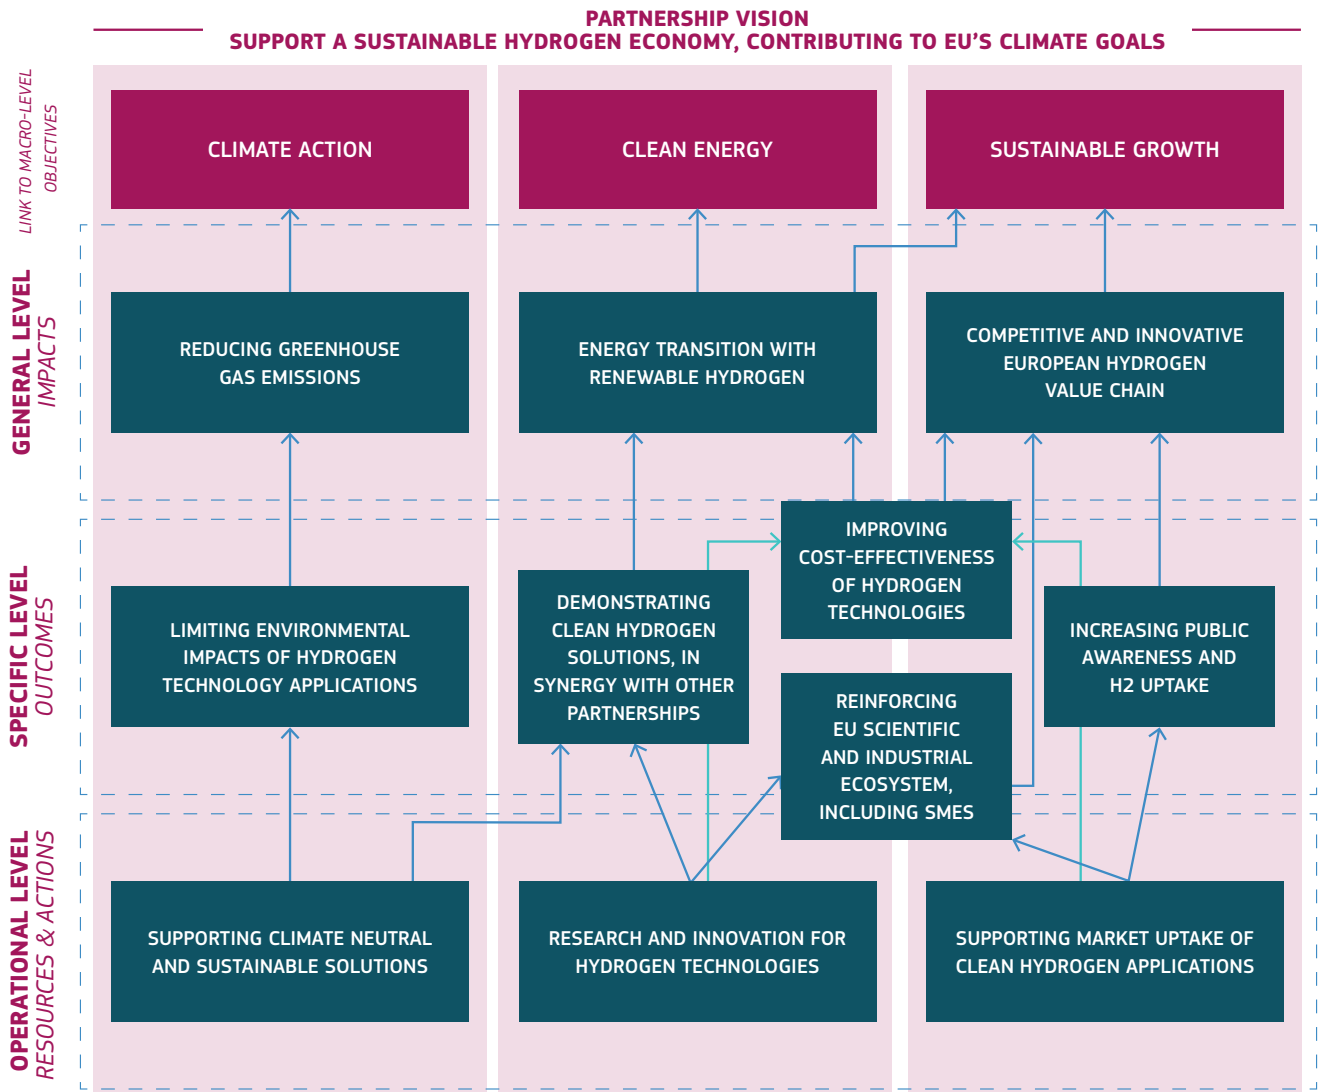 PARTNERSHIP VISION
SUPPORT A SUSTAINABLE HYDROGEN ECONOMY, CONTRIBUTING TO EU'S CLIMATE GOALS
LINK TO MACRO-LEVEL
OBJECTIVES
CLIMATE ACTION
CLEAN ENERGY
SUSTAINABLE GROWTH
GENERAL LEVEL
IMPACTS
REDUCING GREENHOUSE
GAS EMISSIONS
ENERGY TRANSITION WITH
RENEWABLE HYDROGEN
COMPETITIVE AND INNOVATIVE
EUROPEAN HYDROGEN
VALUE CHAIN
SPECIFIC LEVEL
OUTCOMES
LIMITING ENVIRONMENTAL
IMPACTS OF HYDROGEN
TECHNOLOGY APPLICATIONS
DEMONSTRATING
CLEAN HYDROGEN
SOLUTIONS, IN
SYNERGY WITH OTHER
PARTNERSHIPS
IMPROVING
COST-EFFECTIVENESS
OF HYDROGEN
TECHNOLOGIES
REINFORCING
EU SCIENTIFIC
AND INDUSTRIAL
ECOSYSTEM,
INCLUDING SMES
INCREASING PUBLIC
AWARENESS AND
H2 UPTAKE
OPERATIONAL LEVEL
RESOURCES & ACTIONS
SUPPORTING CLIMATE NEUTRAL
AND SUSTAINABLE SOLUTIONS
RESEARCH AND INNOVATION FOR
HYDROGEN TECHNOLOGIES
SUPPORTING MARKET UPTAKE OF
CLEAN HYDROGEN APPLICATIONS